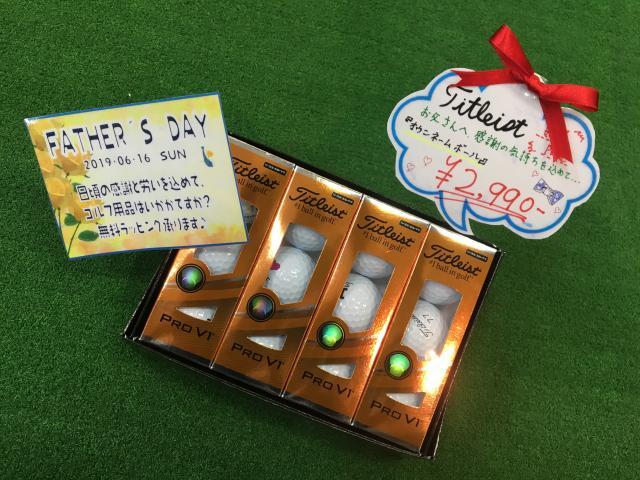 FATHER'S DAY
2019・06・16 SUN
日頃の感謝と労いを込めて、
ゴルフ用品はいかがですか?
無料ラッピング承ります♪
Titleist
お父さんへ 感謝の気持ちを込めて...
『オウンネームボール』
¥2,990-
Titleist
#1 ball in golf
PRO V1
Titleist
#1 ball in golf
PRO V1
Titleist
#1 ball in golf
PRO V1
Titleist
#1 ball in golf
PRO V1
Titleist
77